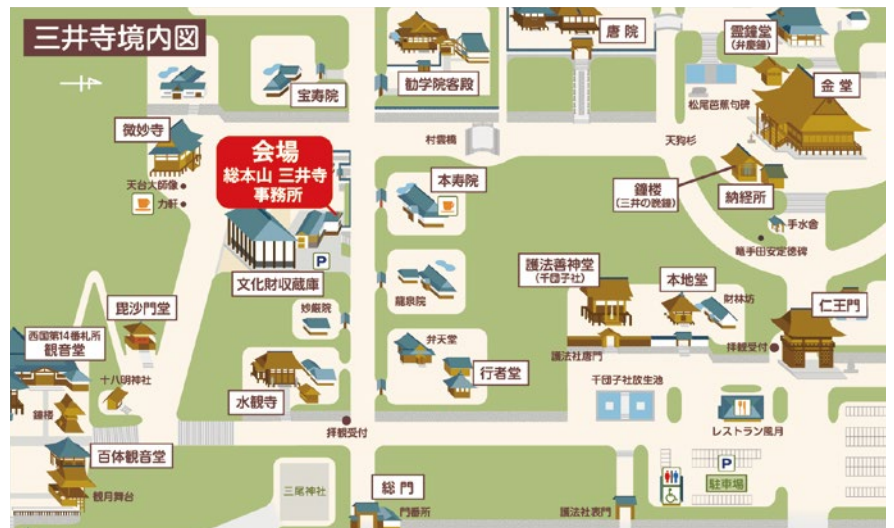 三井寺境内図
宝寿院
勧学院客殿
唐院
霊鐘堂
(弁慶鐘)
金堂
松尾芭蕉句碑
微妙寺
会場
総本山 三井寺
事務所
村雲橋
天狗杉
天台大師像
力軒
本寿院
鐘楼
(三井の晩鐘)
納経所
手水舎
P
文化財収蔵庫
護法善神堂
(千団子社)
本地堂
財林坊
仁王門
毘沙門堂
妙厳院
龍泉院
西国第14番札所
観音堂
弁天堂
行者堂
護法社唐門
拝観受付
十八明神社
水観寺
千団子社放生池
鐘楼
拝観受付
レストラン風月
百体観音堂
観月舞台
三尾神社
総門
門番所
護法社表門
P
駐車場